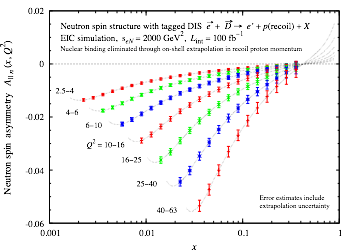 Neutron spin structure with tagged DIS e⃗ + D⃗ → e' + p(recoil) + X
EIC simulation, s_eN = 2000 GeV², L_int = 100 fb⁻¹
Nuclear binding eliminated through on-shell extrapolation in recoil proton momentum
Neutron spin asymmetry A_||,n (x, Q²)
0.02
0
-0.02
-0.04
-0.06
2.5–4
4–6
6–10
Q² = 10–16
16–25
25–40
40–63
Error estimates include
extrapolation uncertainty
0.001
0.01
0.1
1
x